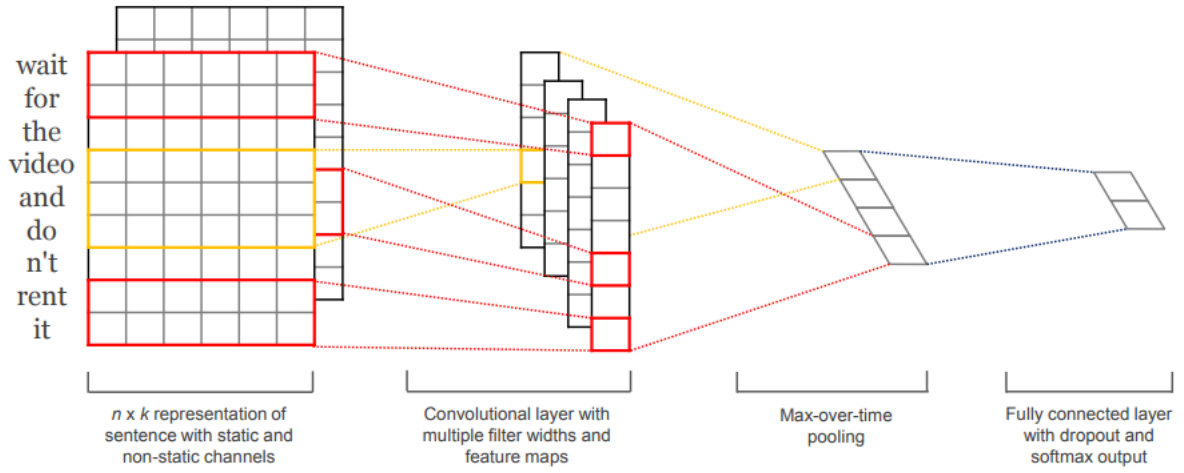 wait
for
the
video
and
do
n't
rent
it
n x k representation of
sentence with static and
non-static channels
Convolutional layer with
multiple filter widths and
feature maps
Max-over-time
pooling
Fully connected layer
with dropout and
softmax output